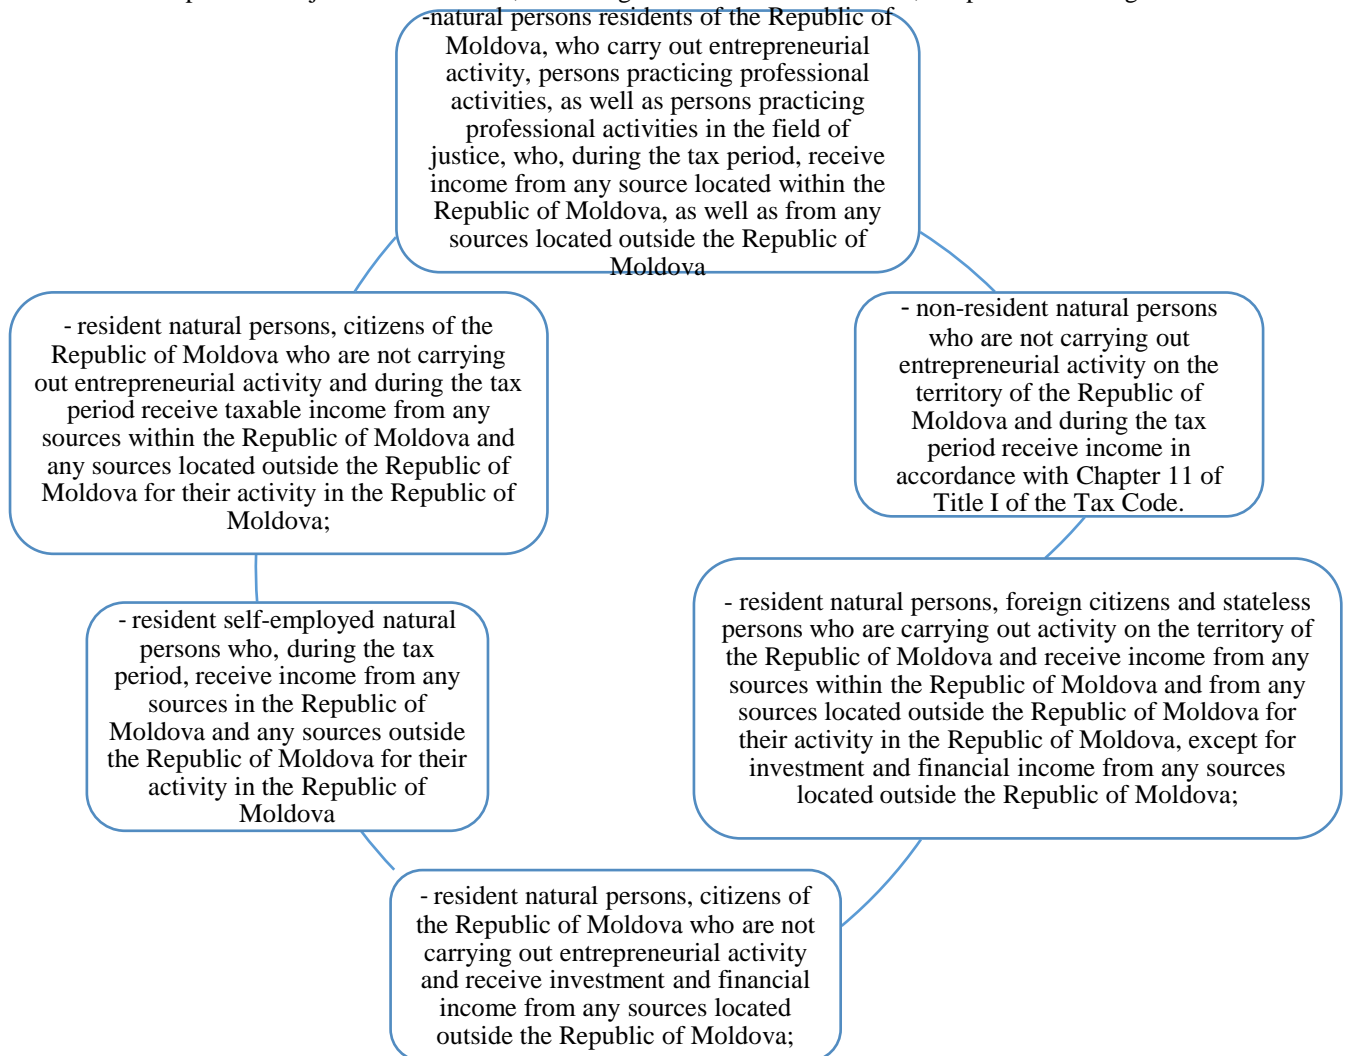 -natural persons residents of the Republic of
Moldova, who carry out entrepreneurial
activity, persons practicing professional
activities, as well as persons practicing
professional activities in the field of
justice, who, during the tax period, receive
income from any source located within the
Republic of Moldova, as well as from any
sources located outside the Republic of
Moldova
- resident natural persons, citizens of the
Republic of Moldova who are not carrying
out entrepreneurial activity and during the tax
period receive taxable income from any
sources within the Republic of Moldova and
any sources located outside the Republic of
Moldova for their activity in the Republic of
Moldova;
- non-resident natural persons
who are not carrying out
entrepreneurial activity on the
territory of the Republic of
Moldova and during the tax
period receive income in
accordance with Chapter 11 of
Title I of the Tax Code.
- resident self-employed natural
persons who, during the tax
period, receive income from any
sources in the Republic of
Moldova and any sources outside
the Republic of Moldova for their
activity in the Republic of
Moldova
- resident natural persons, foreign citizens and stateless
persons who are carrying out activity on the territory of
the Republic of Moldova and receive income from any
sources within the Republic of Moldova and from any
sources located outside the Republic of Moldova for
their activity in the Republic of Moldova, except for
investment and financial income from any sources
located outside the Republic of Moldova;
- resident natural persons, citizens of
the Republic of Moldova who are not
carrying out entrepreneurial activity
and receive investment and financial
income from any sources located
outside the Republic of Moldova;